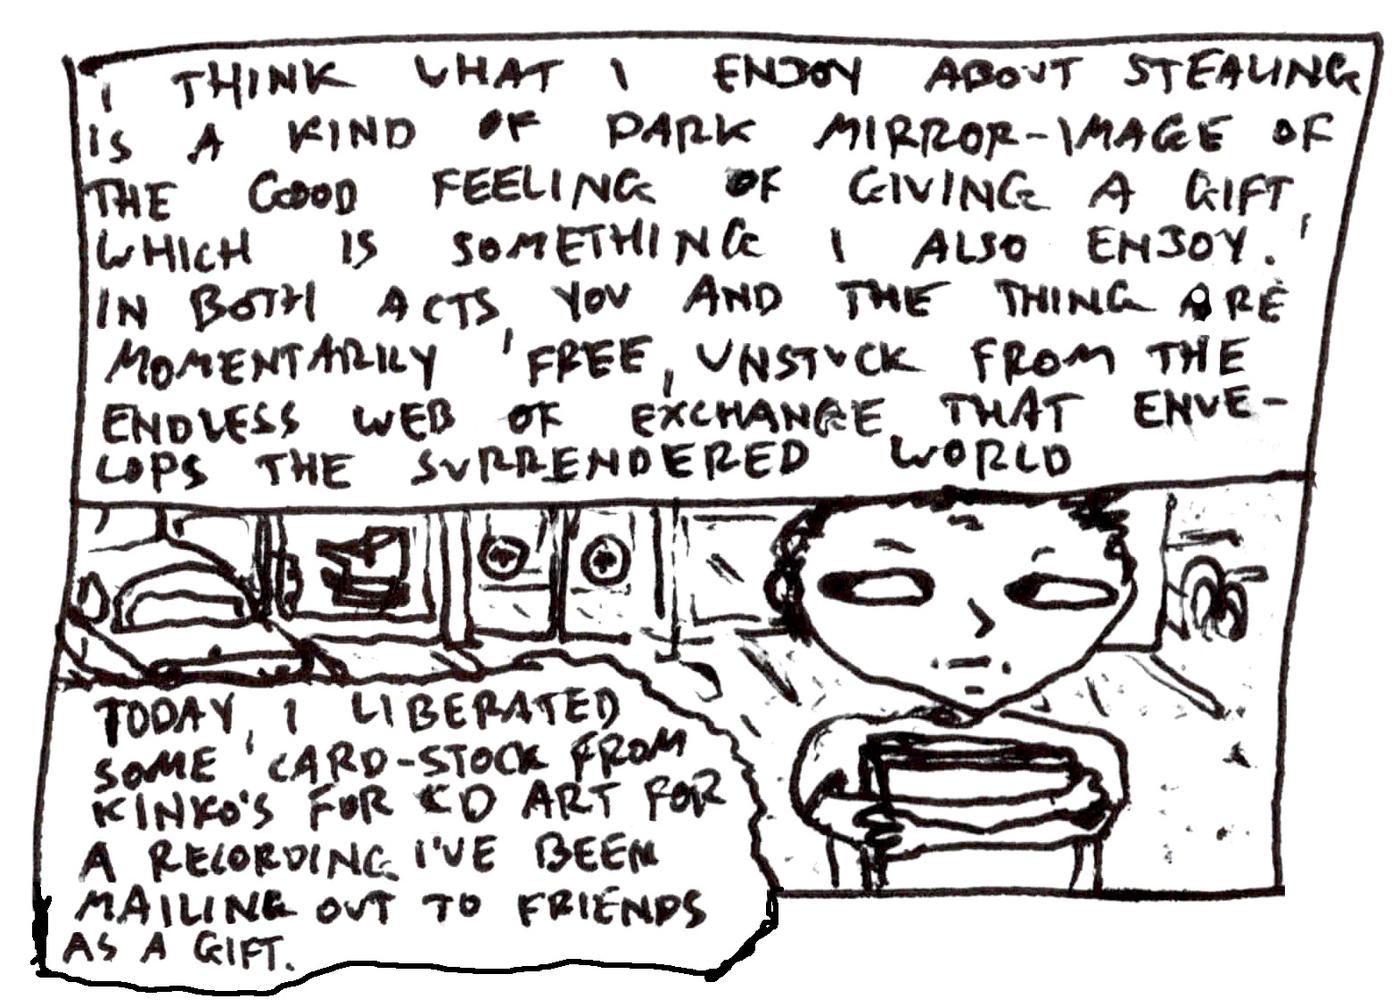 I THINK WHAT I ENJOY ABOUT STEALING
IS A KIND OF DARK MIRROR-IMAGE OF
THE GOOD FEELING OF GIVING A GIFT,
WHICH IS SOMETHING I ALSO ENJOY.
IN BOTH ACTS, YOU AND THE THING ARE
MOMENTARILY FREE, UNSTUCK FROM THE
ENDLESS WEB OF EXCHANGE THAT ENVE-
LOPS THE SURRENDERED WORLD
TODAY, I LIBERATED
SOME CARD-STOCK FROM
KINKO'S FOR CD ART FOR
A RECORDING I'VE BEEN
MAILING OUT TO FRIENDS
AS A GIFT.